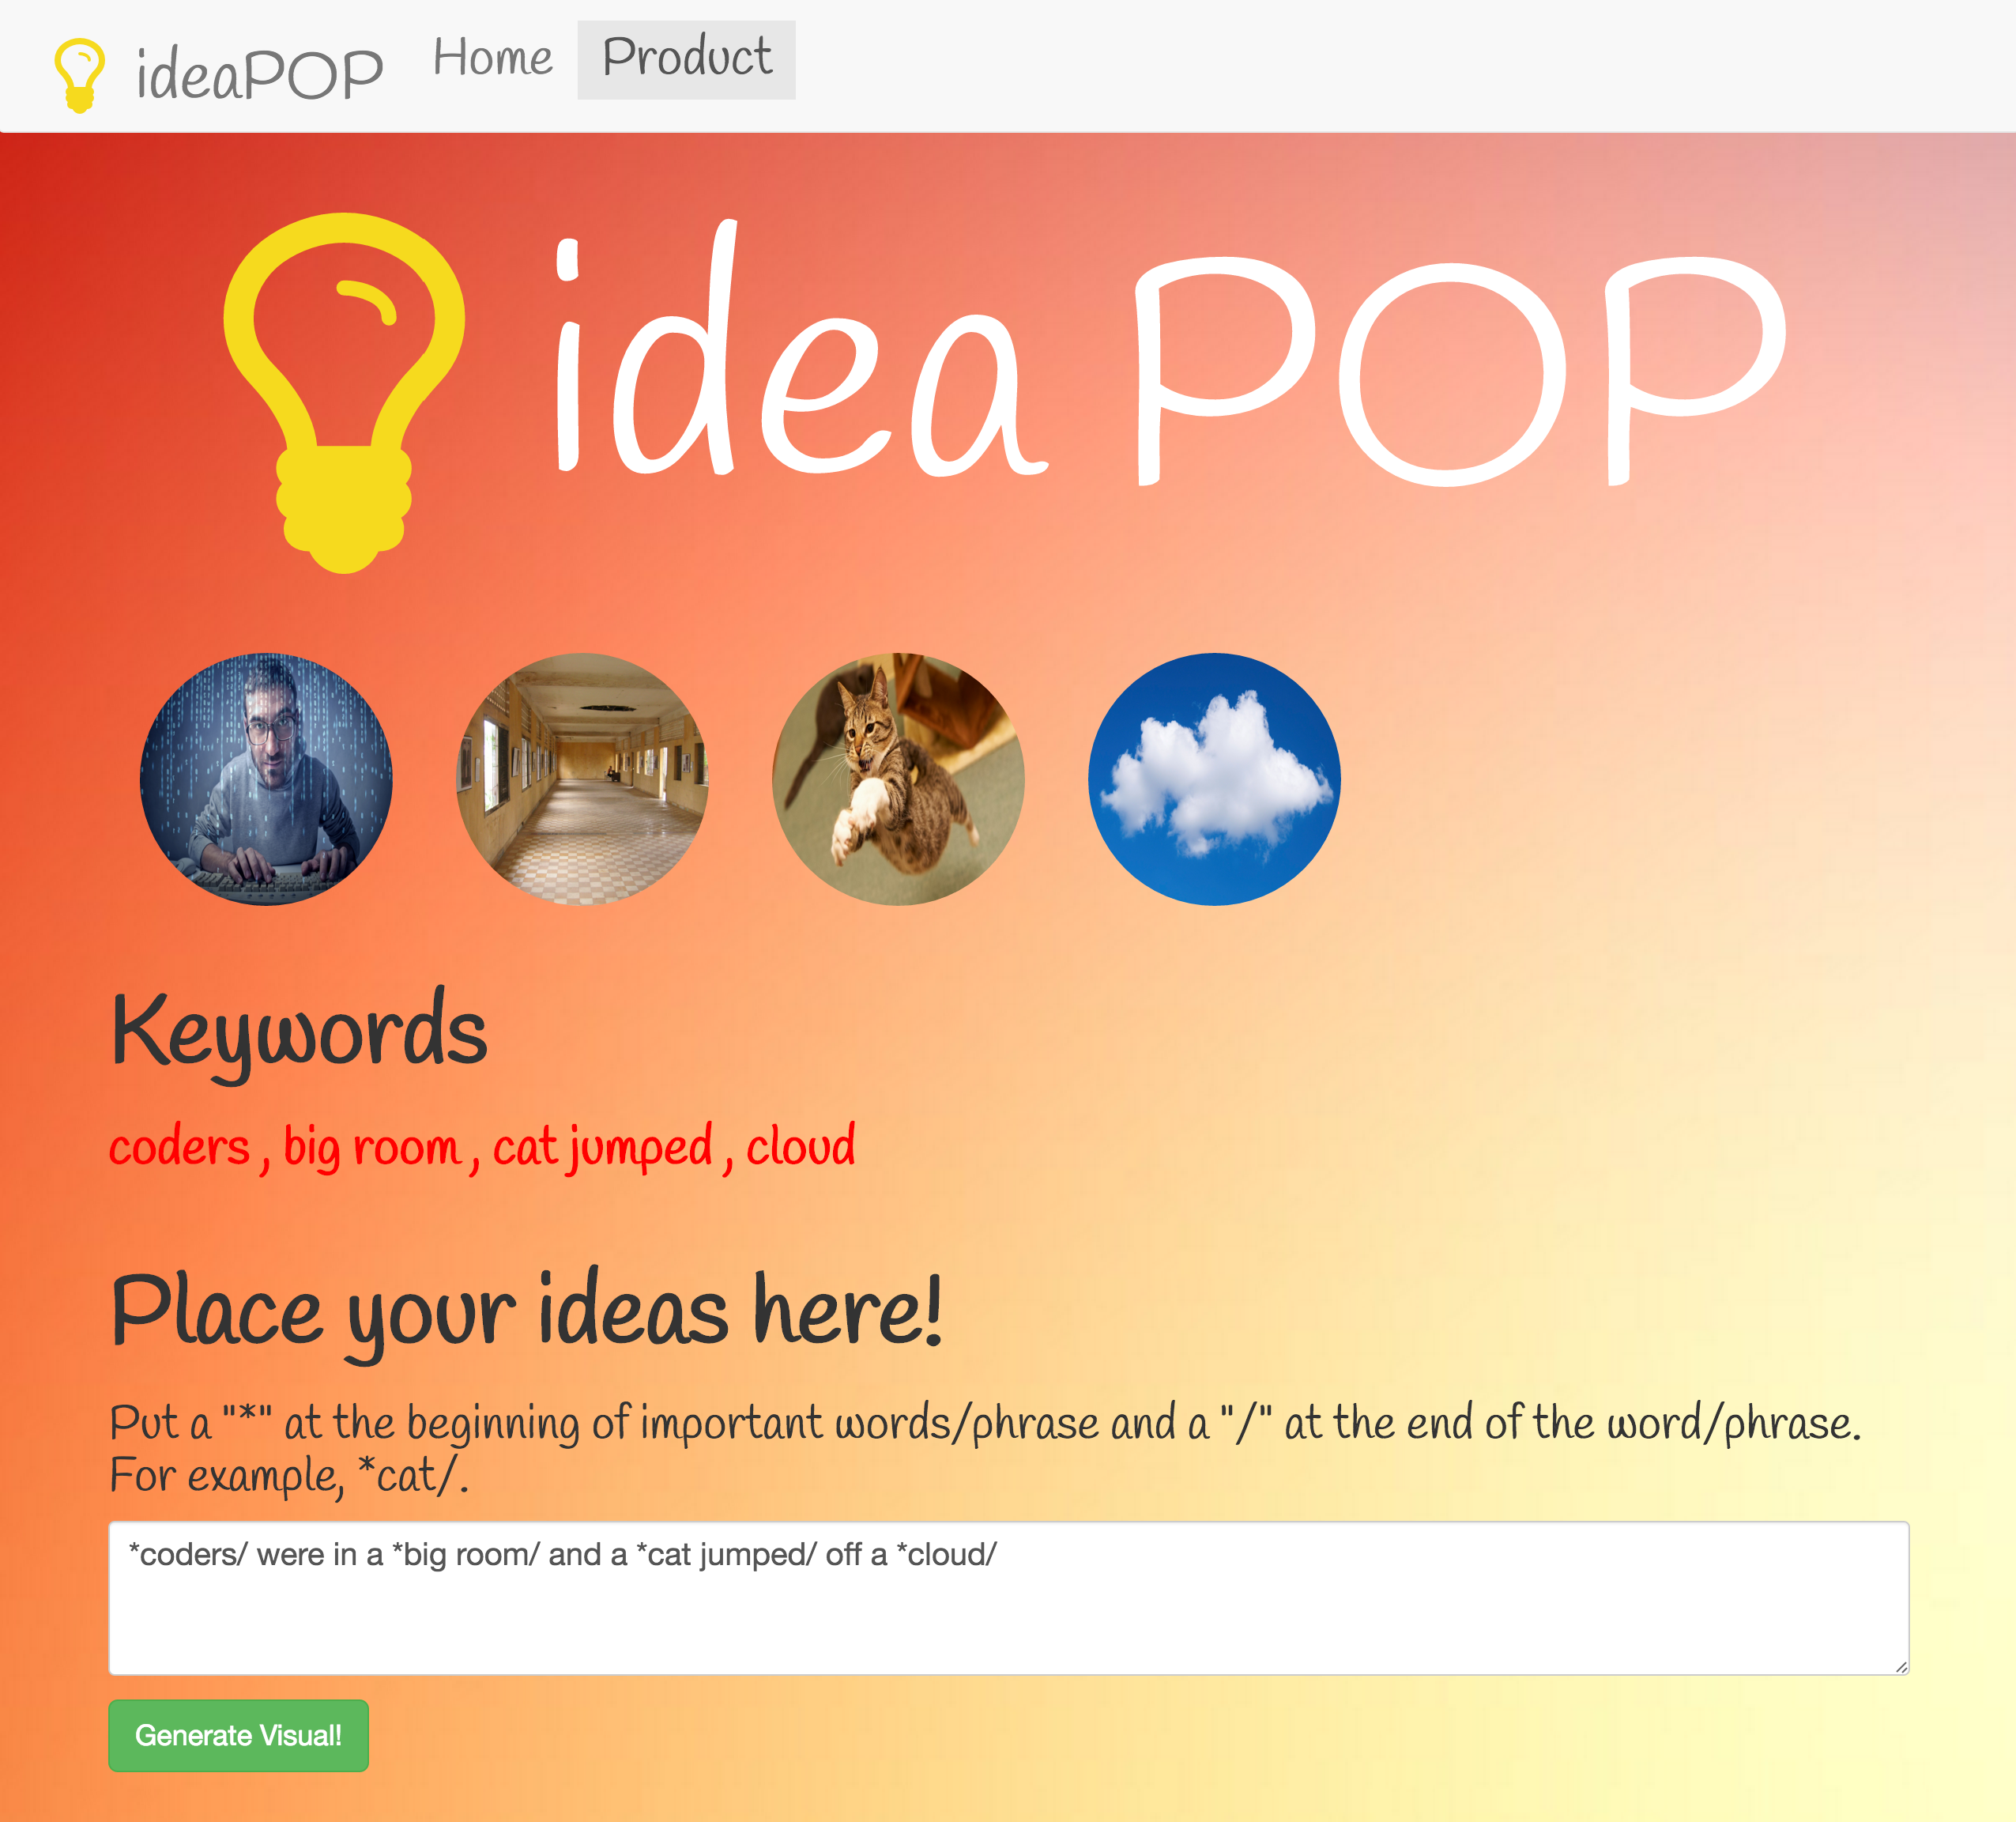 ideaPOP Home Product
idea POP
Keywords
coders , big room , cat jumped , cloud
Place your ideas here!
Put a "*" at the beginning of important words/phrase and a "/" at the end of the word/phrase.
For example, *cat/.
*coders/ were in a *big room/ and a *cat jumped/ off a *cloud/
Generate Visual!